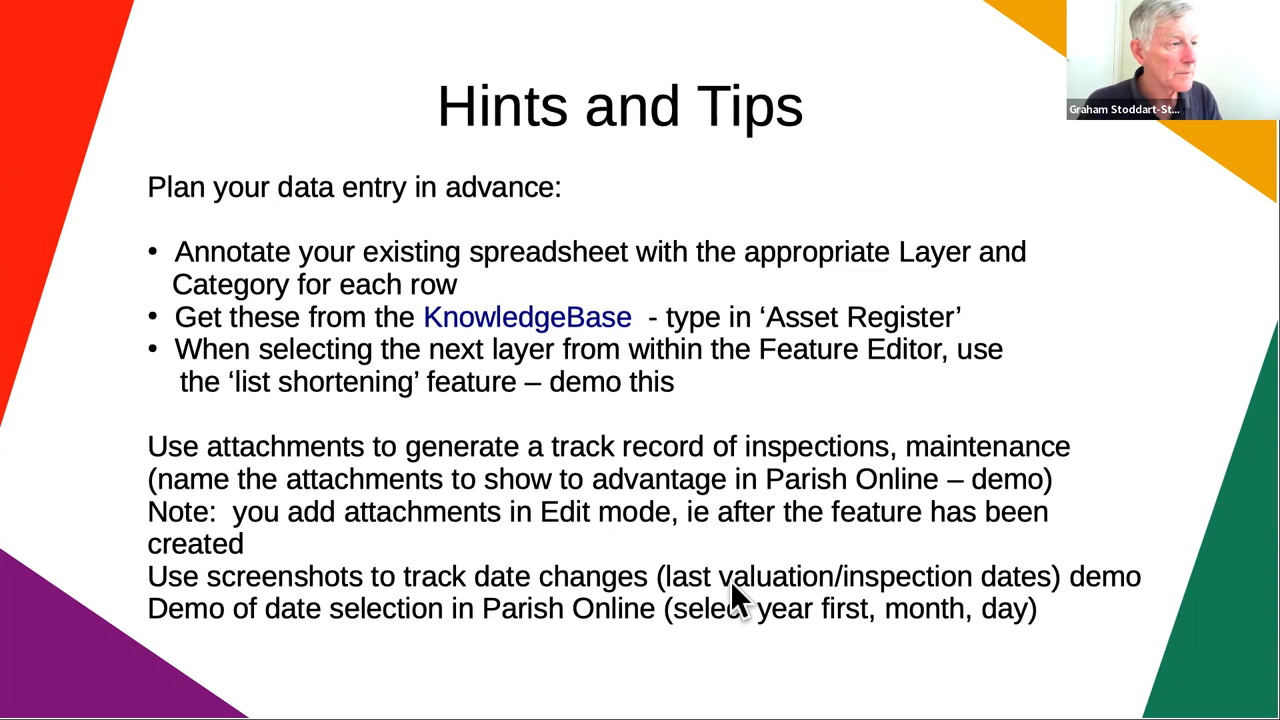 Hints and Tips
Graham Stoddart-St...
Plan your data entry in advance:
• Annotate your existing spreadsheet with the appropriate Layer and
Category for each row
• Get these from the KnowledgeBase - type in ‘Asset Register’
• When selecting the next layer from within the Feature Editor, use
the ‘list shortening’ feature – demo this
Use attachments to generate a track record of inspections, maintenance
(name the attachments to show to advantage in Parish Online – demo)
Note: you add attachments in Edit mode, ie after the feature has been
created
Use screenshots to track date changes (last valuation/inspection dates) demo
Demo of date selection in Parish Online (select year first, month, day)